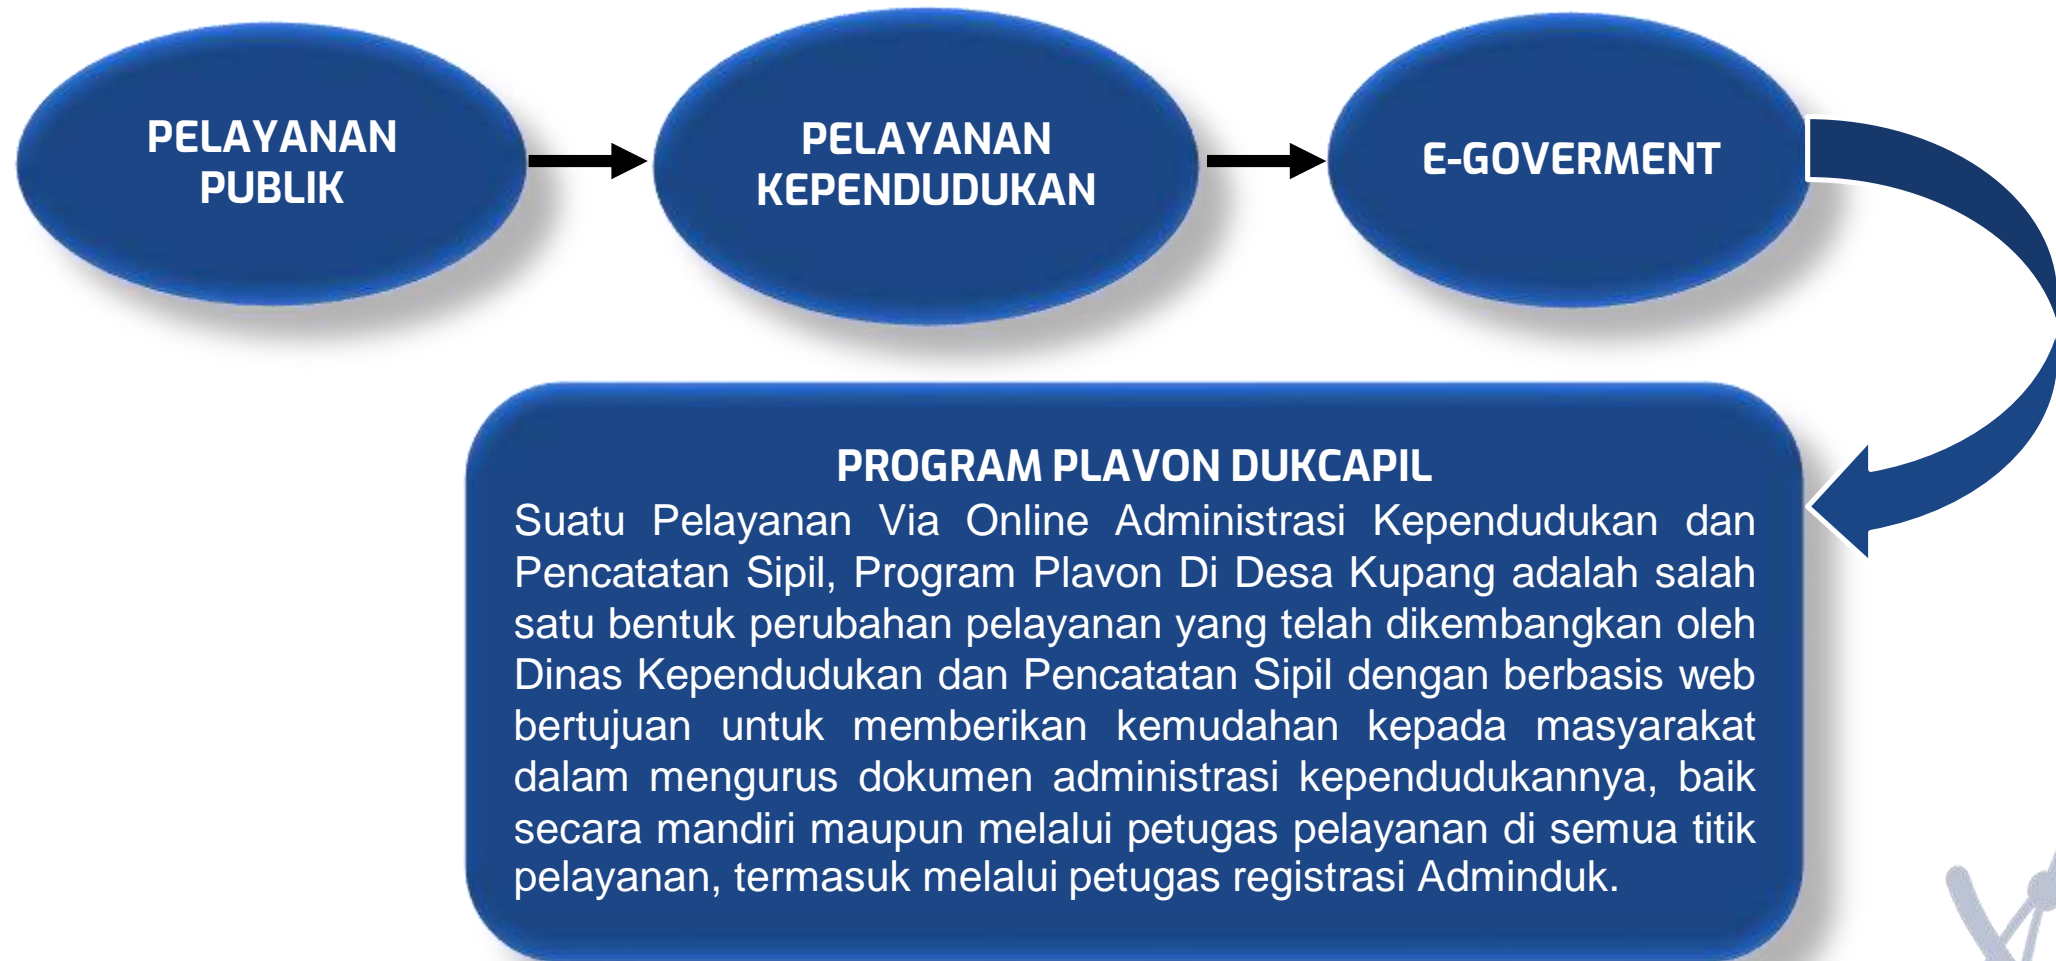 PELAYANAN
PUBLIK
PELAYANAN
KEPENDUDUKAN
E-GOVERMENT
PROGRAM PLAVON DUKCAPIL
Suatu Pelayanan Via Online Administrasi Kependudukan dan
Pencatatan Sipil, Program Plavon Di Desa Kupang adalah salah
satu bentuk perubahan pelayanan yang telah dikembangkan oleh
Dinas Kependudukan dan Pencatatan Sipil dengan berbasis web
bertujuan untuk memberikan kemudahan kepada masyarakat
dalam mengurus dokumen administrasi kependudukannya, baik
secara mandiri maupun melalui petugas pelayanan di semua titik
pelayanan, termasuk melalui petugas registrasi Adminduk.